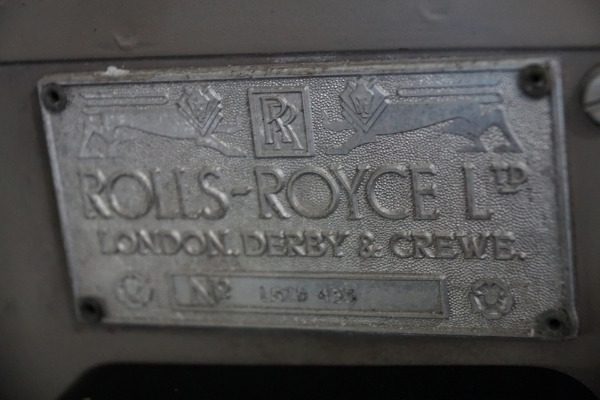 RR
ROLLS-ROYCE LTD
LONDON. DERBY & CREWE.
No